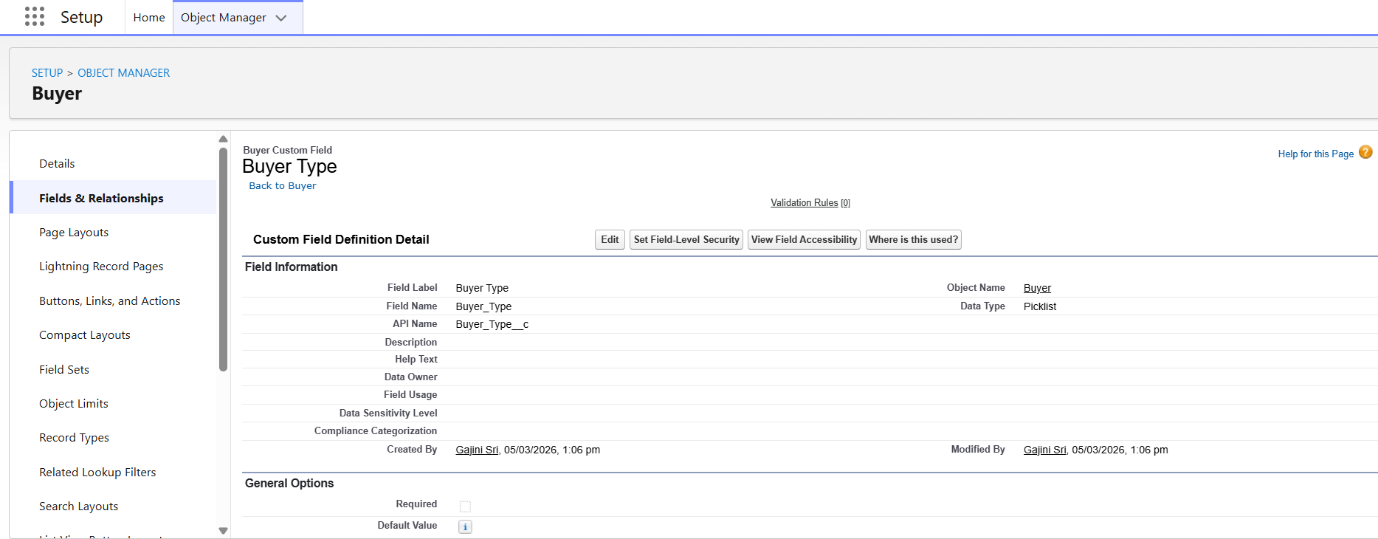 Setup Home Object Manager
SETUP > OBJECT MANAGER
Buyer
Details
Fields & Relationships
Page Layouts
Lightning Record Pages
Buttons, Links, and Actions
Compact Layouts
Field Sets
Object Limits
Record Types
Related Lookup Filters
Search Layouts
Buyer Custom Field
Buyer Type
Back to Buyer
Help for this Page ?
Validation Rules [0]
Custom Field Definition Detail Edit Set Field-Level Security View Field Accessibility Where is this used?
Field Information
Field Label Buyer Type Object Name Buyer
Field Name Buyer_Type Data Type Picklist
API Name Buyer_Type__c
Description
Help Text
Data Owner
Field Usage
Data Sensitivity Level
Compliance Categorization
Created By Gajini Sri, 05/03/2026, 1:06 pm Modified By Gajini Sri, 05/03/2026, 1:06 pm
General Options
Required
Default Value i